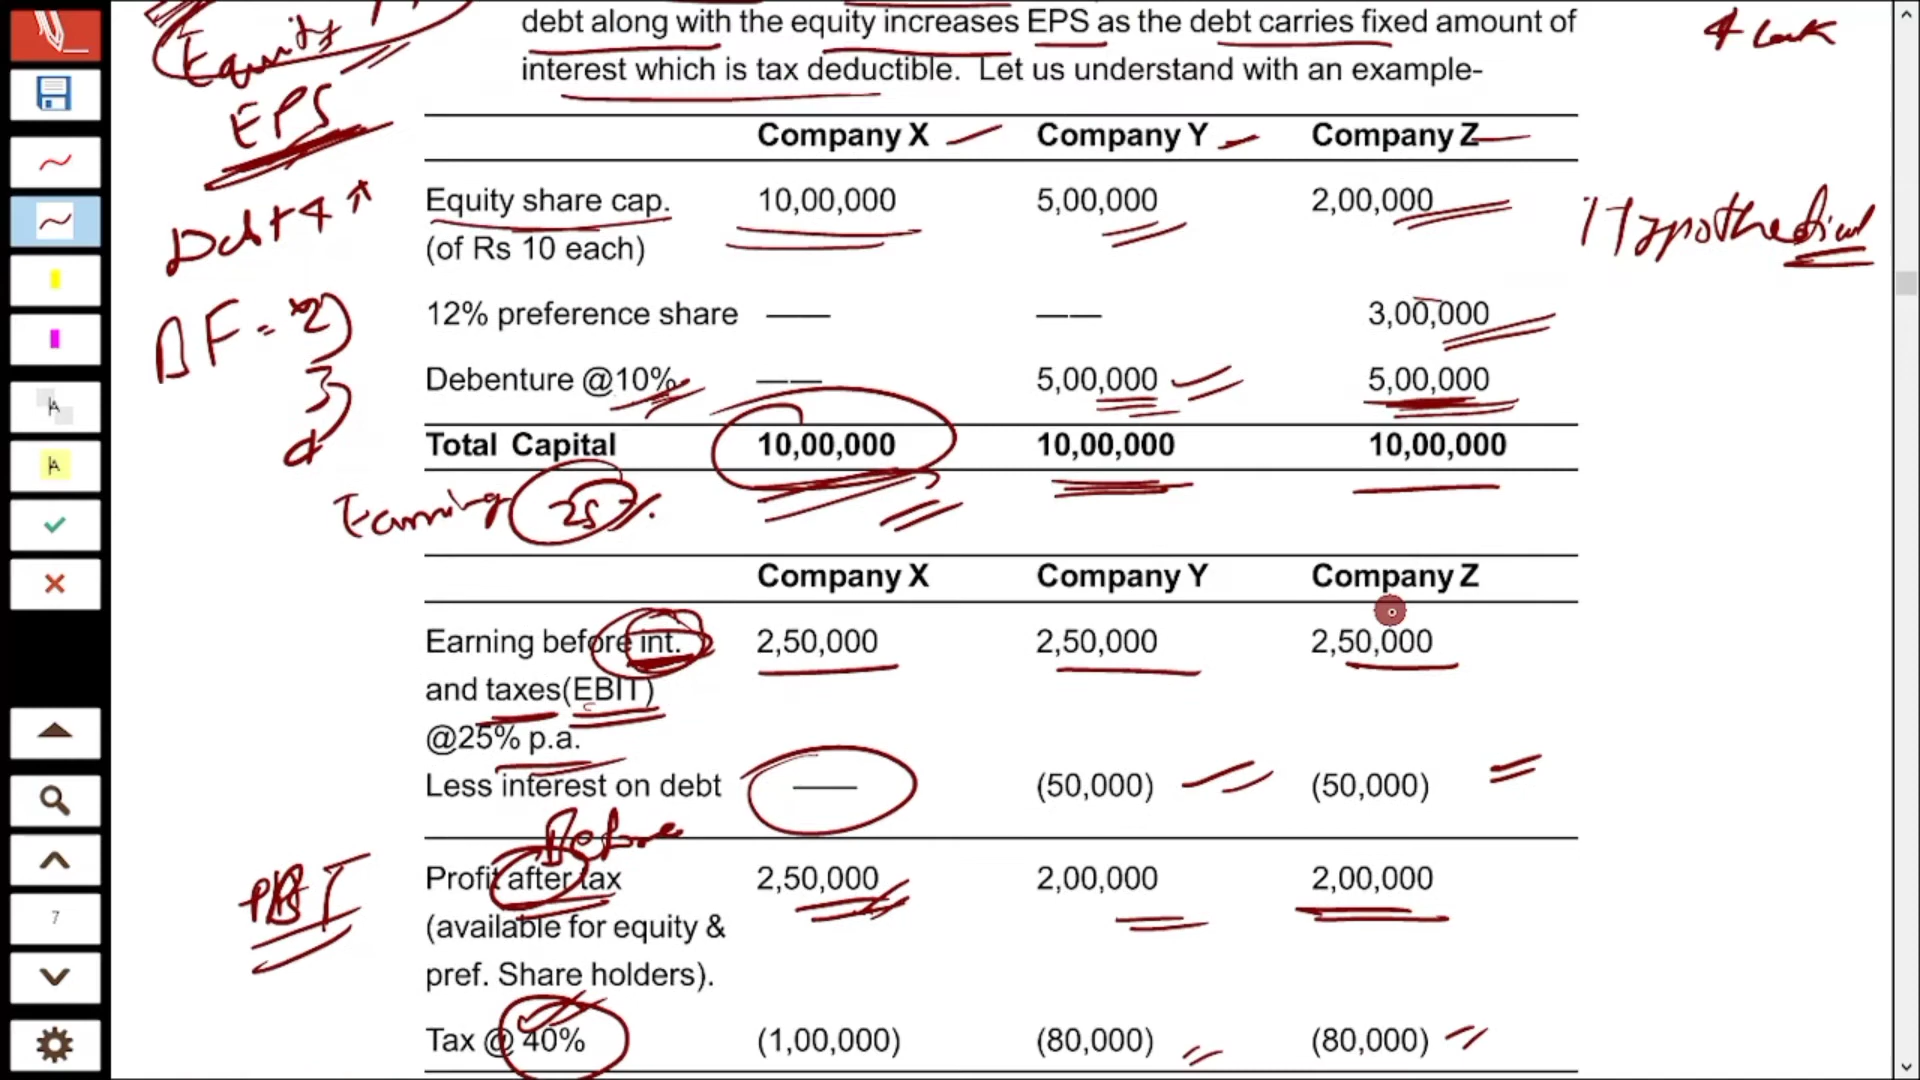 debt along with the equity increases EPS as the debt carries fixed amount of
interest which is tax deductible. Let us understand with an example-
Equity
EPS
Company X Company Y Company Z
Equity share cap. 10,00,000 5,00,000 2,00,000
(of Rs 10 each)
Hypothetical
12% preference share —— —— 3,00,000
Debenture @10% —— 5,00,000 5,00,000
Total Capital 10,00,000 10,00,000 10,00,000
Earning 25%
Company X Company Y Company Z
Earning before int. 2,50,000 2,50,000 2,50,000
and taxes(EBIT)
@25% p.a.
Less interest on debt —— (50,000) (50,000)
Before
Profit after tax 2,50,000 2,00,000 2,00,000
(available for equity &
pref. Share holders).
Tax @ 40% (1,00,000) (80,000) (80,000)
7